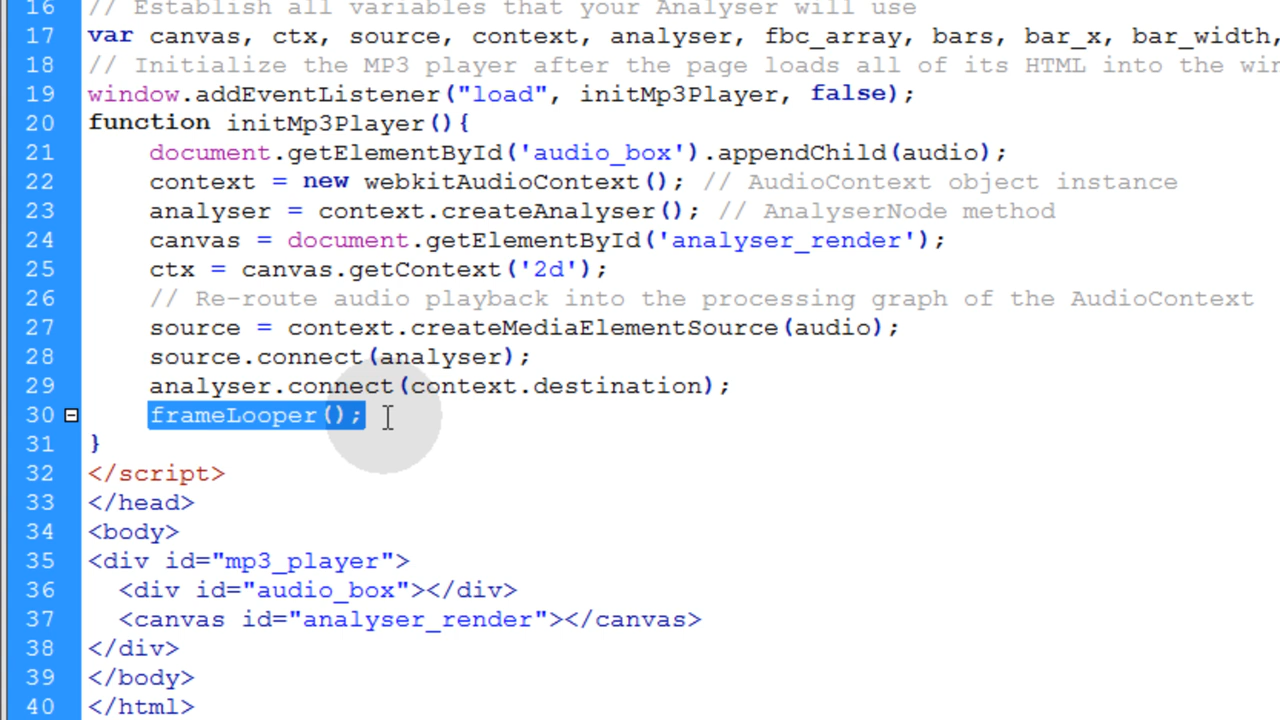 16 // Establish all variables that your Analyser will use
17 var canvas, ctx, source, context, analyser, fbc_array, bars, bar_x, bar_width,
18 // Initialize the MP3 player after the page loads all of its HTML into the
19 window.addEventListener("load", initMp3Player, false);
20 function initMp3Player(){
21 document.getElementById('audio_box').appendChild(audio);
22 context = new webkitAudioContext(); // AudioContext object instance
23 analyser = context.createAnalyser(); // AnalyserNode method
24 canvas = document.getElementById('analyser_render');
25 ctx = canvas.getContext('2d');
26 // Re-route audio playback into the processing graph of the AudioContext
27 source = context.createMediaElementSource(audio);
28 source.connect(analyser);
29 analyser.connect(context.destination);
30 frameLooper();
31 }
32 </script>
33 </head>
34 <body>
35 <div id="mp3_player">
36 <div id="audio_box"></div>
37 <canvas id="analyser_render"></canvas>
38 </div>
39 </body>
40 </html>